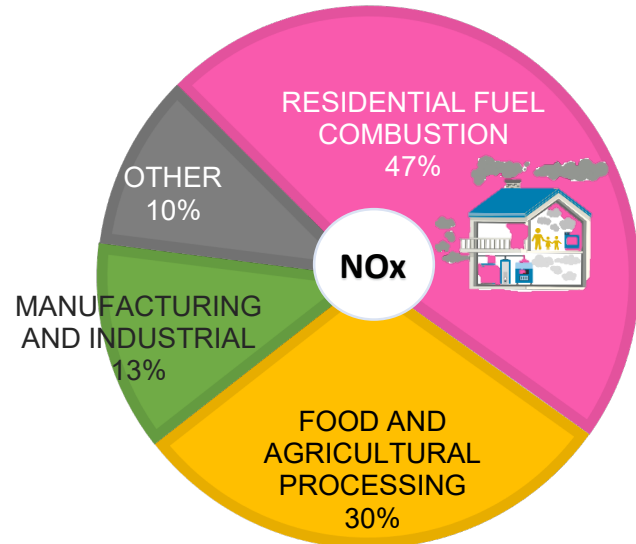 RESIDENTIAL FUEL
COMBUSTION
47%
OTHER
10%
NOx
MANUFACTURING
AND INDUSTRIAL
13%
FOOD AND
AGRICULTURAL
PROCESSING
30%